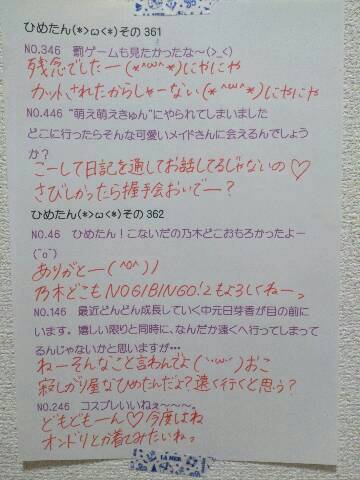 ひめたん(*>ω<*)その 361
NO.346　罰ゲームも見たかったな～(>_<)
残念でしたー(*^ω^*)にやにや
カットされたからしゃーない(*^ω^*)にやにや
NO.446 "萌え萌えきゅん"にやられてしまいました
どこに行ったらそんな可愛いメイドさんに会えるんでしょう
か？
こーして日記を通してお話してるじゃないの♡
さびしかったら握手会おいでー？
ひめたん(*>ω<*)その 362
NO.46　ひめたん！こないだの乃木どこおもろかったよー
(^o^)
ありがとー(^o^)丿
乃木どこもNOGIBINGO!2もよろしくねーっ
NO.146　最近どんどん成長していく中元日芽香が目の前に
います。嬉しい限りと同時に、なんだか遠くへ行ってしまって
るんじゃないかと思いますが…
ねーそんなこと言わんでよ(˙˘˙)おこ
寂しがり屋なひめたんだよ？遠く行くと思う？
NO.246　コスプレいいねぇ～～～。
どもどもーん♡今度はね
オンドリとか着てみたいねっ
LA MER